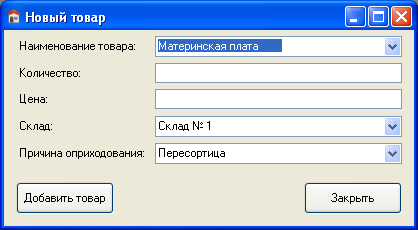 Новый товар
Наименование товара: Материнская плата
Количество:
Цена:
Склад: Склад № 1
Причина оприходования: Пересортица
Добавить товар Закрыть